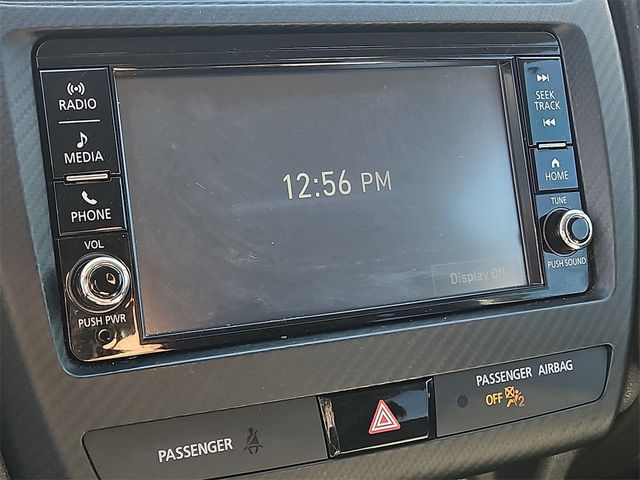 RADIO
MEDIA
PHONE
VOL
PUSH PWR
12:56 PM
Display Off
SEEK
TRACK
HOME
TUNE
PUSH SOUND
PASSENGER
PASSENGER AIRBAG
OFF 2